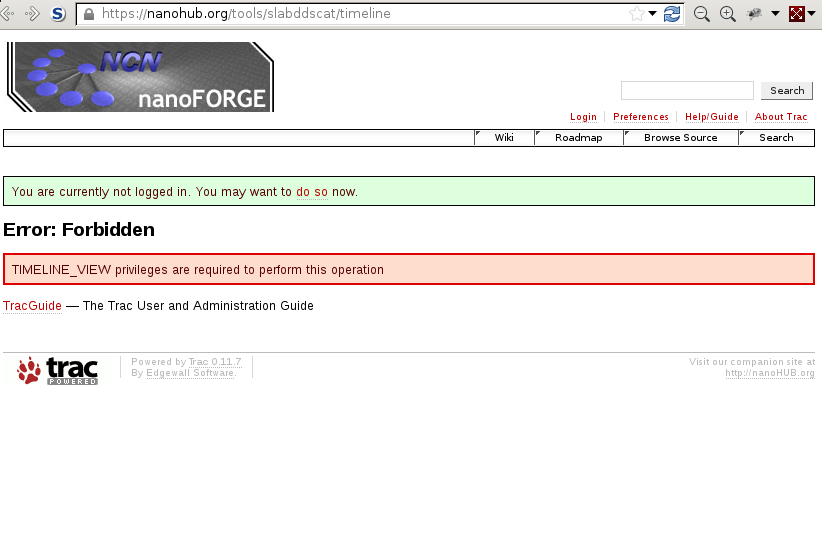 https://nanohub.org/tools/slabddscat/timeline
NCN
nanoFORGE
Search
Login Preferences Help/Guide About Trac
Wiki Roadmap Browse Source Search
You are currently not logged in. You may want to do so now.
Error: Forbidden
TIMELINE_VIEW privileges are required to perform this operation
TracGuide — The Trac User and Administration Guide
trac
POWERED
Powered by Trac 0.11.7
By Edgewall Software.
Visit our companion site at
http://nanoHUB.org